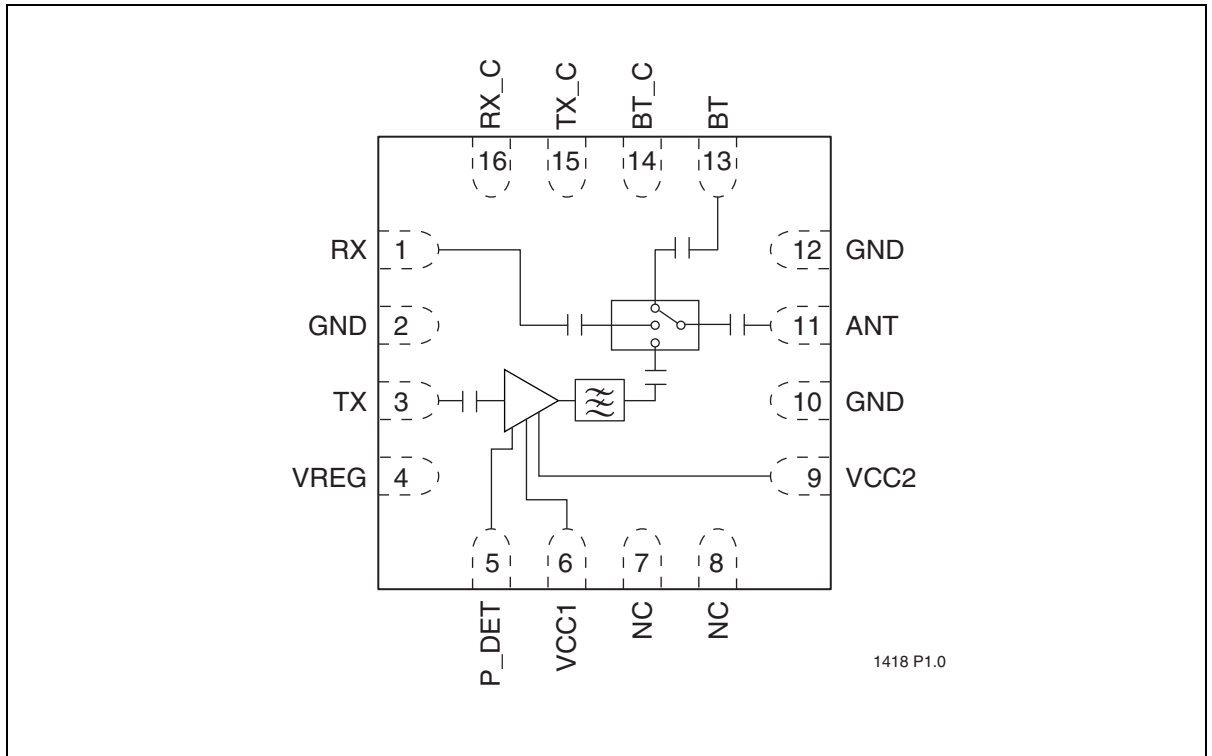 RX_C
TX_C
BT_C
BT
16
15
14
13
RX 1
12 GND
GND 2
11 ANT
TX 3
10 GND
VREG 4
9 VCC2
5
6
7
8
P_DET
VCC1
NC
NC
1418 P1.0